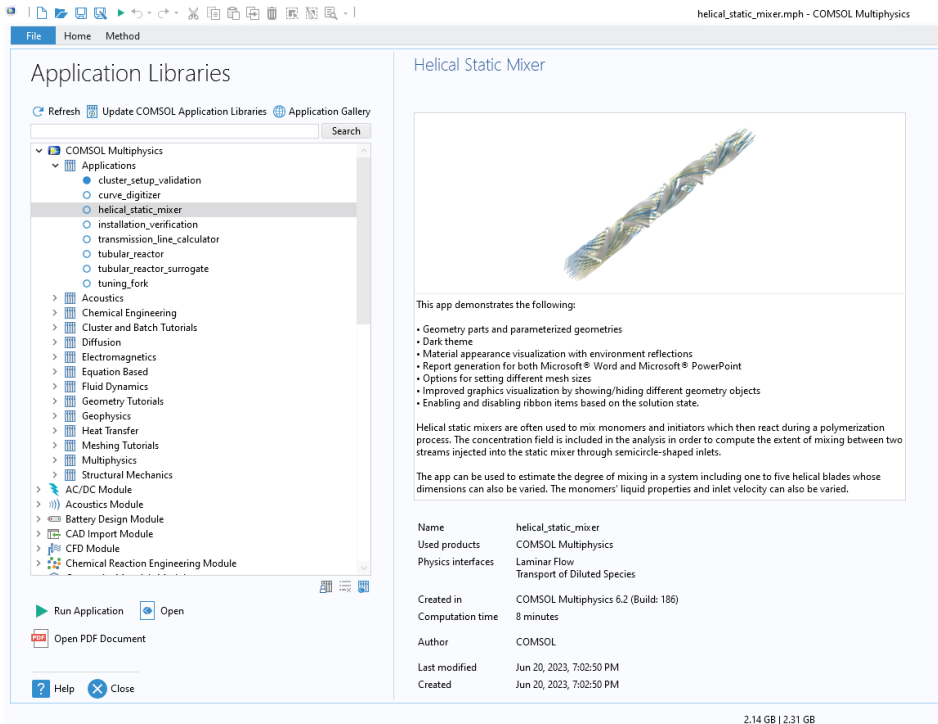 helical_static_mixer.mph - COMSOL Multiphysics
File Home Method
Application Libraries
Refresh Update COMSOL Application Libraries Application Gallery
Search
COMSOL Multiphysics
Applications
cluster_setup_validation
curve_digitizer
helical_static_mixer
installation_verification
transmission_line_calculator
tubular_reactor
tubular_reactor_surrogate
tuning_fork
Acoustics
Chemical Engineering
Cluster and Batch Tutorials
Diffusion
Electromagnetics
Equation Based
Fluid Dynamics
Geometry Tutorials
Geophysics
Heat Transfer
Meshing Tutorials
Multiphysics
Structural Mechanics
AC/DC Module
Acoustics Module
Battery Design Module
CAD Import Module
CFD Module
Chemical Reaction Engineering Module
Run Application Open
PDF Open PDF Document
? Help Close
Helical Static Mixer
This app demonstrates the following:
• Geometry parts and parameterized geometries
• Dark theme
• Material appearance visualization with environment reflections
• Report generation for both Microsoft® Word and Microsoft® PowerPoint
• Options for setting different mesh sizes
• Improved graphics visualization by showing/hiding different geometry objects
• Enabling and disabling ribbon items based on the solution state.
Helical static mixers are often used to mix monomers and initiators which then react during a polymerization
process. The concentration field is included in the analysis in order to compute the extent of mixing between two
streams injected into the static mixer through semicircle-shaped inlets.
The app can be used to estimate the degree of mixing in a system including one to five helical blades whose
dimensions can also be varied. The monomers' liquid properties and inlet velocity can also be varied.
Name helical_static_mixer
Used products COMSOL Multiphysics
Physics interfaces Laminar Flow
Transport of Diluted Species
Created in COMSOL Multiphysics 6.2 (Build: 186)
Computation time 8 minutes
Author COMSOL
Last modified Jun 20, 2023, 7:02:50 PM
Created Jun 20, 2023, 7:02:50 PM
2.14 GB | 2.31 GB